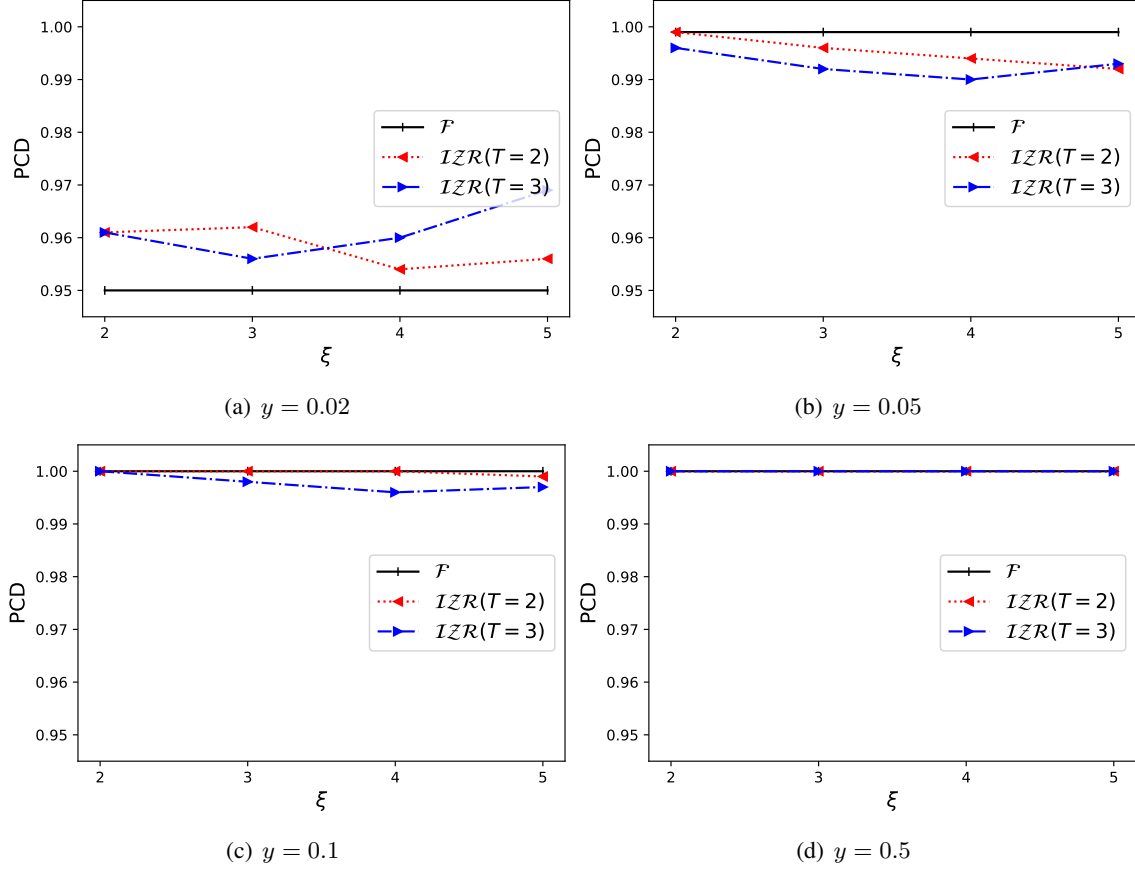 1.00
0.99
0.98
0.97
0.96
0.95
PCD
ℱ
ℐ𝒵ℛ(T = 2)
ℐ𝒵ℛ(T = 3)
2 3 4 5
ξ
(a) y = 0.02
1.00
0.99
0.98
0.97
0.96
0.95
PCD
ℱ
ℐ𝒵ℛ(T = 2)
ℐ𝒵ℛ(T = 3)
2 3 4 5
ξ
(b) y = 0.05
1.00
0.99
0.98
0.97
0.96
0.95
PCD
ℱ
ℐ𝒵ℛ(T = 2)
ℐ𝒵ℛ(T = 3)
2 3 4 5
ξ
(c) y = 0.1
1.00
0.99
0.98
0.97
0.96
0.95
PCD
ℱ
ℐ𝒵ℛ(T = 2)
ℐ𝒵ℛ(T = 3)
2 3 4 5
ξ
(d) y = 0.5